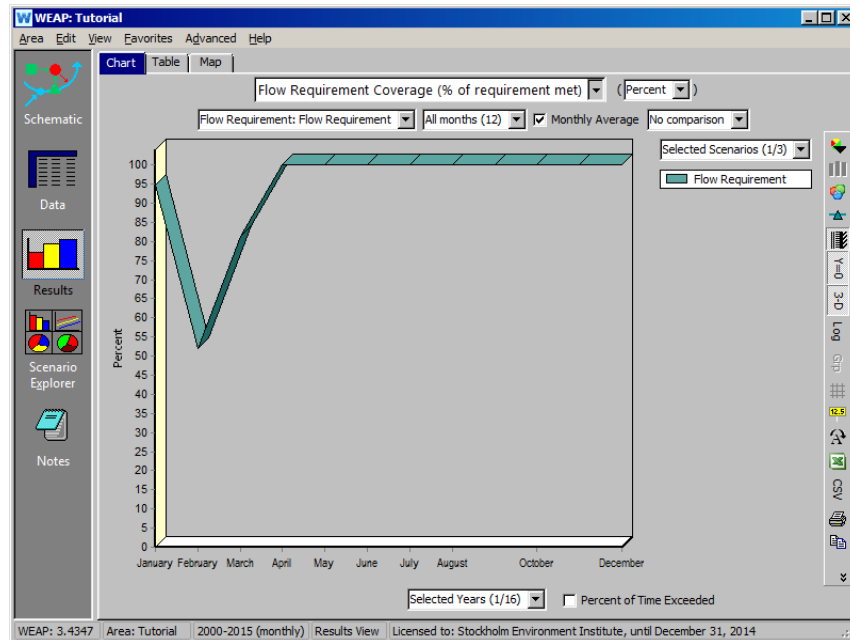 WEAP: Tutorial
Area Edit View Favorites Advanced Help
Schematic
Data
Results
Scenario
Explorer
Notes
Chart Table Map
Flow Requirement Coverage (% of requirement met) (Percent)
Flow Requirement: Flow Requirement All months (12) Monthly Average No comparison
Selected Scenarios (1/3)
Flow Requirement
Percent
100
95
90
85
80
75
70
65
60
55
50
45
40
35
30
25
20
15
10
5
0
January February March April May June July August October December
Selected Years (1/16) Percent of Time Exceeded
Y=0
3-D
Log
Grp
12.5
A
CSV
WEAP: 3.4347 Area: Tutorial 2000-2015 (monthly) Results View Licensed to: Stockholm Environment Institute, until December 31, 2014